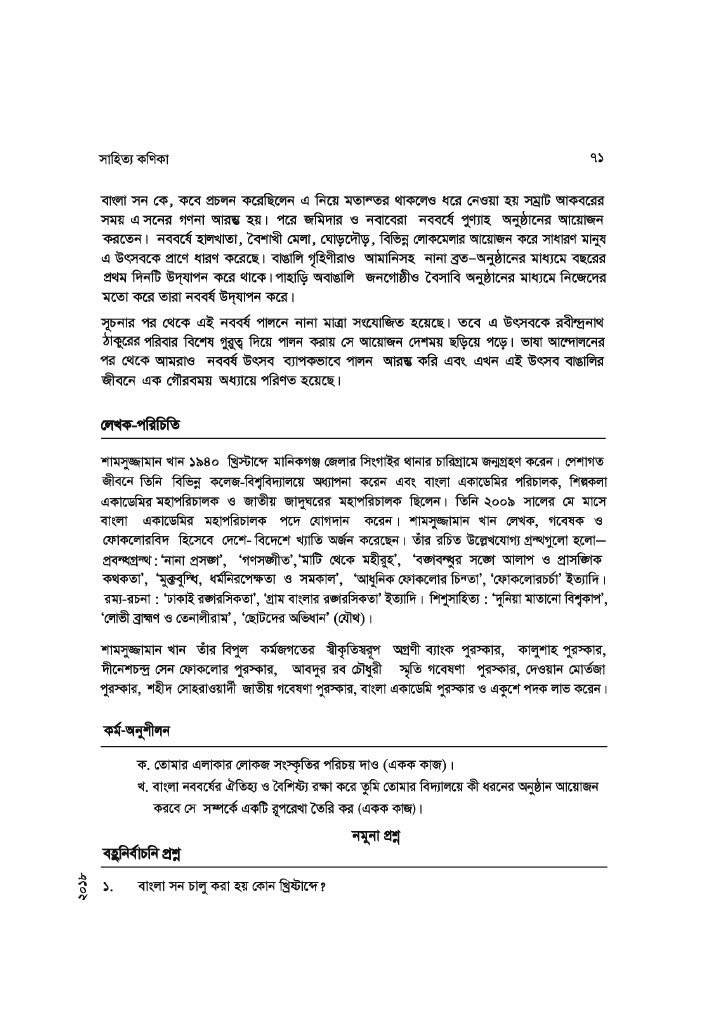 সাহিত্য কণিকা ৭১
বাংলা সন কে, কবে প্রচলন করেছিলেন এ নিয়ে মতান্তর থাকলেও ধরে নেওয়া হয় সম্রাট আকবরের
সময় এ সনের গণনা আরম্ভ হয়। পরে জমিদার ও নবাবেরা নববর্ষে পুণ্যাহ অনুষ্ঠানের আয়োজন
করতেন। নববর্ষে হালখাতা, বৈশাখী মেলা, ঘোড়দৌড়, বিভিন্ন লোকমেলার আয়োজন করে সাধারণ মানুষ
এ উৎসবকে প্রাণে ধারণ করেছে। বাঙালি গৃহিণীরাও আমানিসহ নানা ব্রত-অনুষ্ঠানের মাধ্যমে বছরের
প্রথম দিনটি উদ্‌যাপন করে থাকে। পাহাড়ি অবাঙালি জনগোষ্ঠীও বৈসাবি অনুষ্ঠানের মাধ্যমে নিজেদের
মতো করে তারা নববর্ষ উদ্‌যাপন করে।
সূচনার পর থেকে এই নববর্ষ পালনে নানা মাত্রা সংযোজিত হয়েছে। তবে এ উৎসবকে রবীন্দ্রনাথ
ঠাকুরের পরিবার বিশেষ গুরুত্ব দিয়ে পালন করায় সে আয়োজন দেশময় ছড়িয়ে পড়ে। ভাষা আন্দোলনের
পর থেকে আমরাও নববর্ষ উৎসব ব্যাপকভাবে পালন আরম্ভ করি এবং এখন এই উৎসব বাঙালির
জীবনে এক গৌরবময় অধ্যায়ে পরিণত হয়েছে।
লেখক-পরিচিতি
শামসুজ্জামান খান ১৯৪০ খ্রিস্টাব্দে মানিকগঞ্জ জেলার সিংগাইর থানার চারিগ্রামে জন্মগ্রহণ করেন। পেশাগত
জীবনে তিনি বিভিন্ন কলেজ-বিশ্ববিদ্যালয়ে অধ্যাপনা করেন এবং বাংলা একাডেমির পরিচালক, শিল্পকলা
একাডেমির মহাপরিচালক ও জাতীয় জাদুঘরের মহাপরিচালক ছিলেন। তিনি ২০০৯ সালের মে মাসে
বাংলা একাডেমির মহাপরিচালক পদে যোগদান করেন। শামসুজ্জামান খান লেখক, গবেষক ও
ফোকলোরবিদ হিসেবে দেশে- বিদেশে খ্যাতি অর্জন করেছেন। তাঁর রচিত উল্লেখযোগ্য গ্রন্থগুলো হলো—
প্রবন্ধগ্রন্থ : 'নানা প্রসঙ্গ', 'গণসঙ্গীত', 'মাটি থেকে মহীরুহ', 'বঙ্গবন্ধুর সঙ্গে আলাপ ও প্রাসঙ্গিক
কথকতা', 'মুক্তবুদ্ধি, ধর্মনিরপেক্ষতা ও সমকাল', 'আধুনিক ফোকলোর চিন্তা', 'ফোকলোরচর্চা' ইত্যাদি।
রম্য-রচনা : 'ঢাকাই রঙ্গরসিকতা', 'গ্রাম বাংলার রঙ্গরসিকতা' ইত্যাদি। শিশুসাহিত্য : 'দুনিয়া মাতানো বিশ্বকাপ',
'লোভী ব্রাহ্মণ ও তেনালীরাম', 'ছোটদের অভিধান' (যৌথ)।
শামসুজ্জামান খান তাঁর বিপুল কর্মজগতের স্বীকৃতিস্বরূপ অগ্রণী ব্যাংক পুরস্কার, কালুশাহ পুরস্কার,
দীনেশচন্দ্র সেন ফোকলোর পুরস্কার, আবদুর রব চৌধুরী স্মৃতি গবেষণা পুরস্কার, দেওয়ান মোর্তজা
পুরস্কার, শহীদ সোহরাওয়ার্দী জাতীয় গবেষণা পুরস্কার, বাংলা একাডেমি পুরস্কার ও একুশে পদক লাভ করেন।
কর্ম-অনুশীলন
ক. তোমার এলাকার লোকজ সংস্কৃতির পরিচয় দাও (একক কাজ)।
খ. বাংলা নববর্ষের ঐতিহ্য ও বৈশিষ্ট্য রক্ষা করে তুমি তোমার বিদ্যালয়ে কী ধরনের অনুষ্ঠান আয়োজন
করবে সে সম্পর্কে একটি রূপরেখা তৈরি কর (একক কাজ)।
নমুনা প্রশ্ন
বহুনির্বাচনি প্রশ্ন
১. বাংলা সন চালু করা হয় কোন খ্রিষ্টাব্দে?
২০১৮